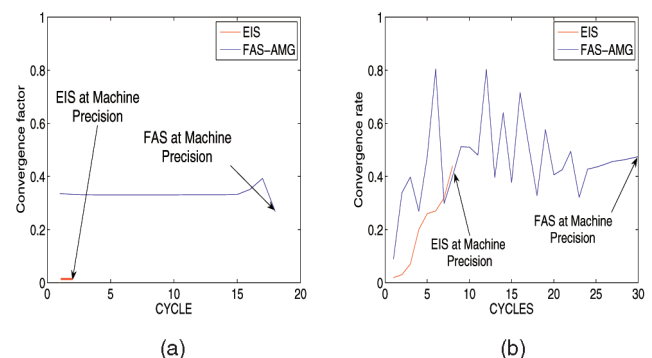 1
0.8
0.6
0.4
0.2
0
Convergence factor
EIS
FAS-AMG
EIS at Machine
Precision
FAS at Machine
Precision
0
5
10
15
20
CYCLE
(a)
1
0.8
0.6
0.4
0.2
0
Convergence rate
EIS
FAS-AMG
EIS at Machine
Precision
FAS at Machine
Precision
0
5
10
15
20
25
30
CYCLES
(b)